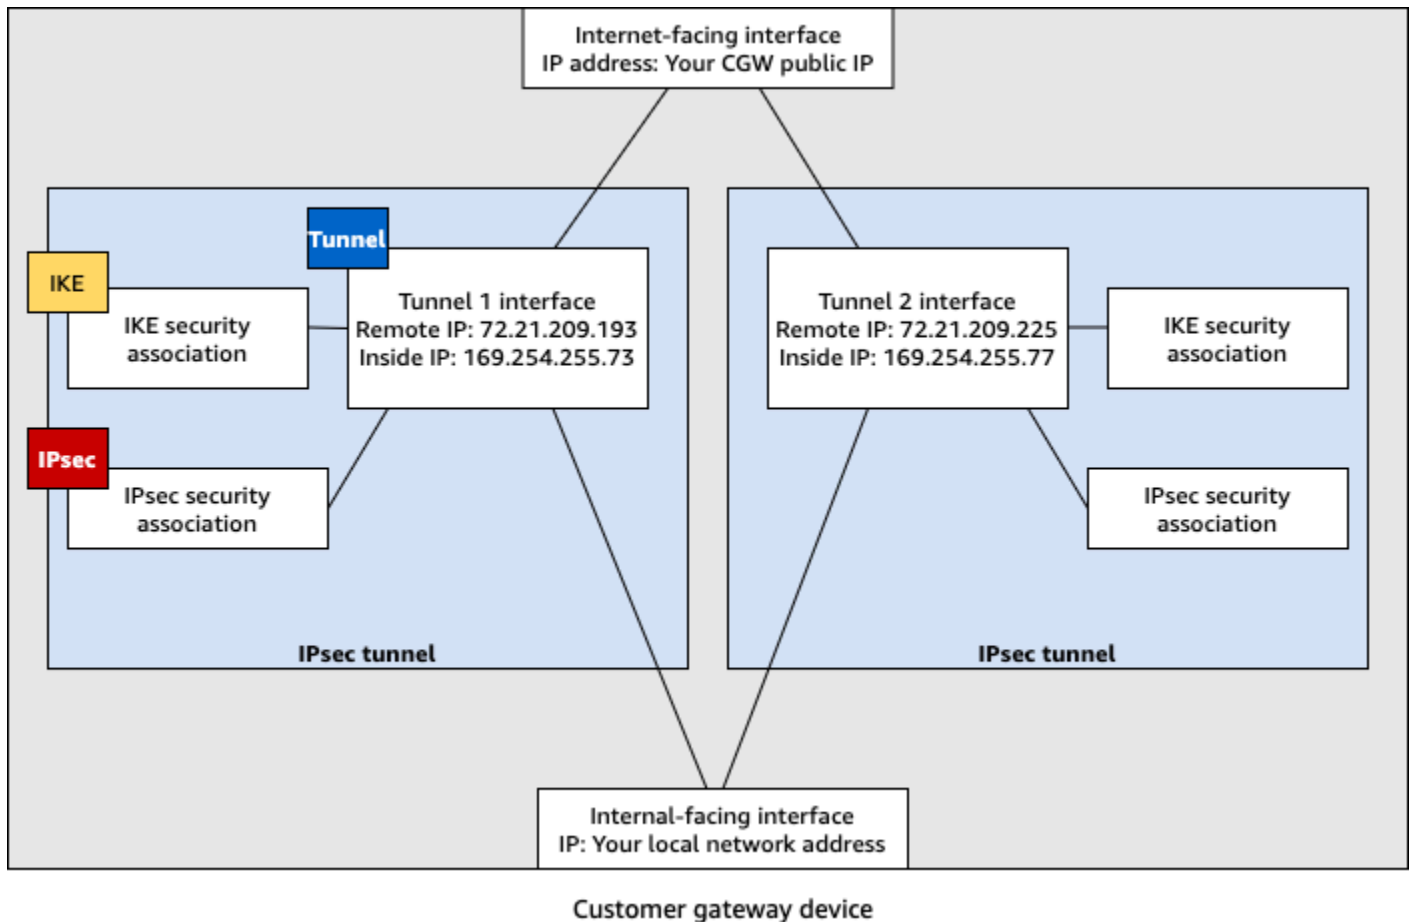 Internet-facing interface
IP address: Your CGW public IP
Tunnel
IKE
IKE security
association
Tunnel 1 interface
Remote IP: 72.21.209.193
Inside IP: 169.254.255.73
IPsec
IPsec security
association
IPsec tunnel
Tunnel 2 interface
Remote IP: 72.21.209.225
Inside IP: 169.254.255.77
IKE security
association
IPsec security
association
IPsec tunnel
Internal-facing interface
IP: Your local network address
Customer gateway device